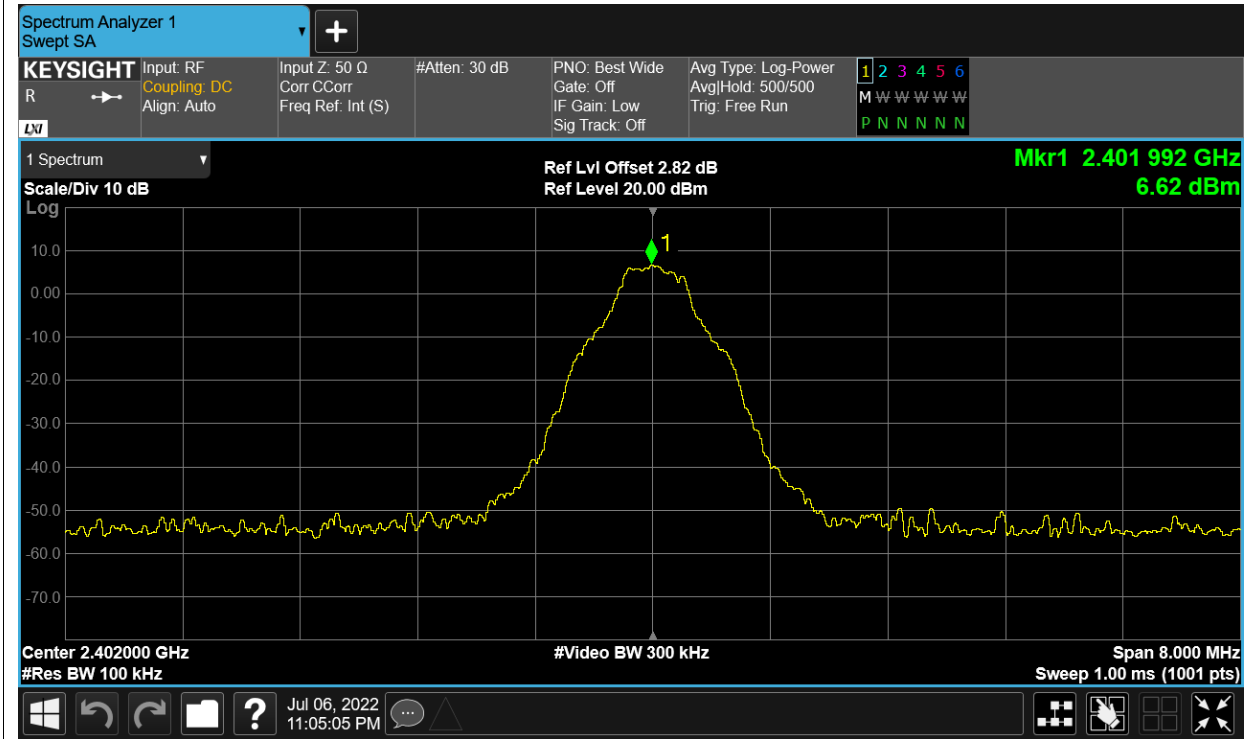 Spectrum Analyzer 1
Swept SA
KEYSIGHT
R
LXI
Input: RF
Coupling: DC
Align: Auto
Input Z: 50 Ω
Corr CCorr
Freq Ref: Int (S)
#Atten: 30 dB
PNO: Best Wide
Gate: Off
IF Gain: Low
Sig Track: Off
Avg Type: Log-Power
Avg|Hold: 500/500
Trig: Free Run
1 2 3 4 5 6
M W W W W W
P N N N N N
1 Spectrum
Scale/Div 10 dB
Log
Ref Lvl Offset 2.82 dB
Ref Level 20.00 dBm
Mkr1 2.401 992 GHz
6.62 dBm
1
10.0
0.00
-10.0
-20.0
-30.0
-40.0
-50.0
-60.0
-70.0
Center 2.402000 GHz
#Res BW 100 kHz
#Video BW 300 kHz
Span 8.000 MHz
Sweep 1.00 ms (1001 pts)
?
Jul 06, 2022
11:05:05 PM